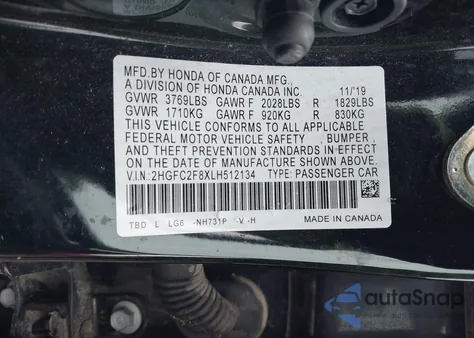 MFD.BY HONDA OF CANADA MFG.,
A DIVISION OF HONDA CANADA INC. 11/'19
GVWR 3769LBS GAWR F 2028LBS R 1829LBS
GVWR 1710KG GAWR F 920KG R 830KG
THIS VEHICLE CONFORMS TO ALL APPLICABLE
FEDERAL MOTOR VEHICLE SAFETY , BUMPER ,
AND THEFT PREVENTION STANDARDS IN EFFECT ON
THE DATE OF MANUFACTURE SHOWN ABOVE.
V.I.N:2HGFC2F8XLH512134 TYPE: PASSENGER CAR
TBD L LG6 -NH731P -V -H MADE IN CANADA
autoSnap